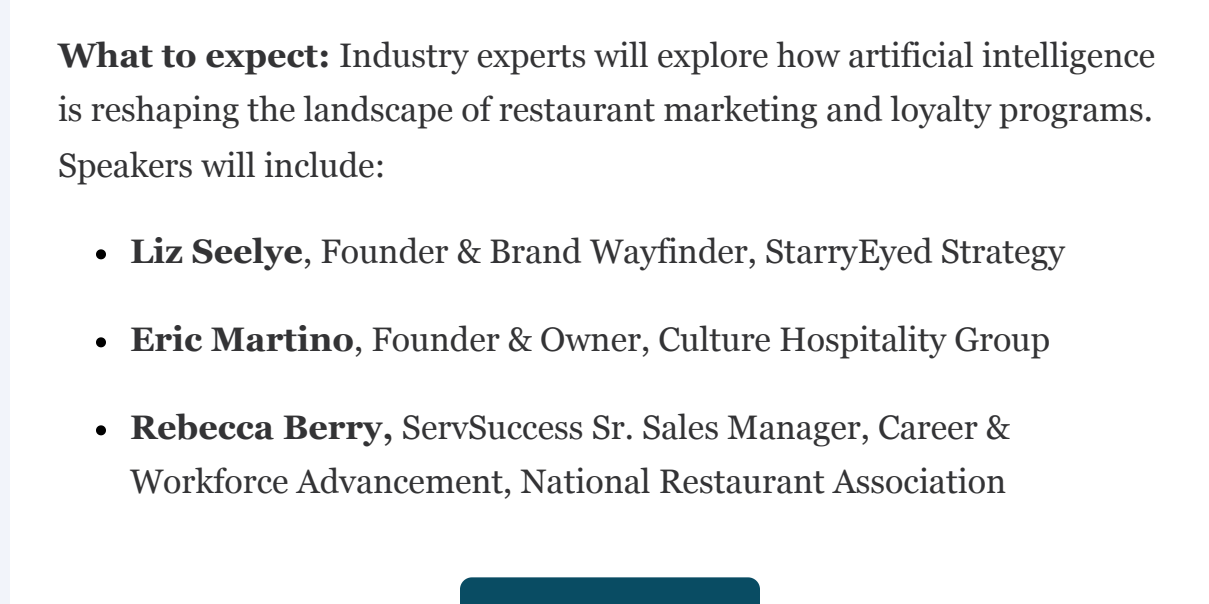 What to expect: Industry experts will explore how artificial intelligence
is reshaping the landscape of restaurant marketing and loyalty programs.
Speakers will include:
• Liz Seelye, Founder & Brand Wayfinder, StarryEyed Strategy
• Eric Martino, Founder & Owner, Culture Hospitality Group
• Rebecca Berry, ServSuccess Sr. Sales Manager, Career &
Workforce Advancement, National Restaurant Association